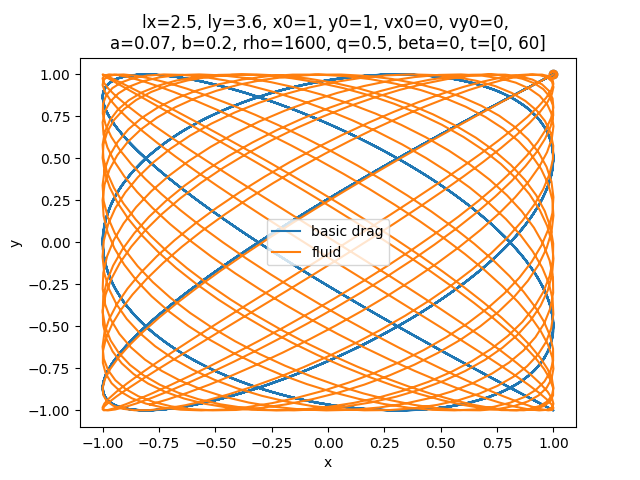 lx=2.5, ly=3.6, x0=1, y0=1, vx0=0, vy0=0,
a=0.07, b=0.2, rho=1600, q=0.5, beta=0, t=[0, 60]
1.00
0.75
0.50
0.25
0.00
−0.25
−0.50
−0.75
−1.00
y
basic drag
fluid
−1.00 −0.75 −0.50 −0.25 0.00 0.25 0.50 0.75 1.00
x